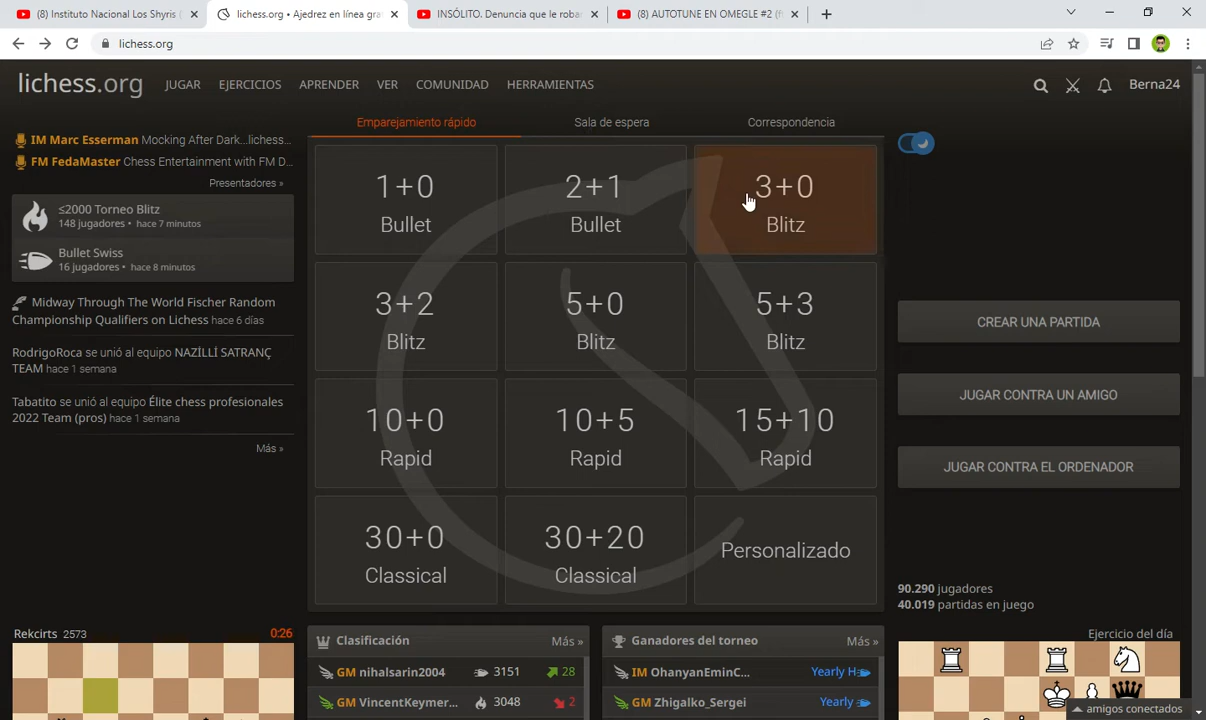 (8) Instituto Nacional Los Shyris (
lichess.org • Ajedrez en línea gra
INSÓLITO. Denuncia que le robar
(8) AUTOTUNE EN OMEGLE #2 (f
lichess.org
lichess.org
JUGAR
EJERCICIOS
APRENDER
VER
COMUNIDAD
HERRAMIENTAS
Berna24
IM Marc Esserman Mocking After Dark...lichess...
FM FedaMaster Chess Entertainment with FM D...
Presentadores »
≤2000 Torneo Blitz
148 jugadores • hace 7 minutos
Bullet Swiss
16 jugadores • hace 8 minutos
Midway Through The World Fischer Random
Championship Qualifiers on Lichess hace 6 días
RodrigoRoca se unió al equipo NAZİLLİ SATRANÇ
TEAM hace 1 semana
Tabatito se unió al equipo Élite chess profesionales
2022 Team (pros) hace 1 semana
Más »
Emparejamiento rápido
Sala de espera
Correspondencia
1+0
Bullet
2+1
Bullet
3+0
Blitz
3+2
Blitz
5+0
Blitz
5+3
Blitz
10+0
Rapid
10+5
Rapid
15+10
Rapid
30+0
Classical
30+20
Classical
Personalizado
CREAR UNA PARTIDA
JUGAR CONTRA UN AMIGO
JUGAR CONTRA EL ORDENADOR
90.290 jugadores
40.019 partidas en juego
Rekcirts 2573
0:26
Clasificación
Más »
GM nihalsarin2004
3151
28
GM VincentKeymer...
3048
2
Ganadores del torneo
Más »
IM OhanyanEminC...
Yearly H
GM Zhigalko_Sergei
Yearly
Ejercicio del día
amigos conectados